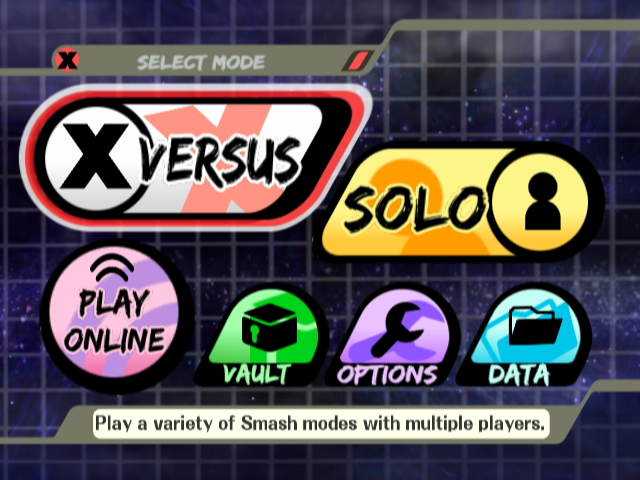 X SELECT MODE
X VERSUS
SOLO
PLAY
ONLINE
VAULT
OPTIONS
DATA
Play a variety of Smash modes with multiple players.